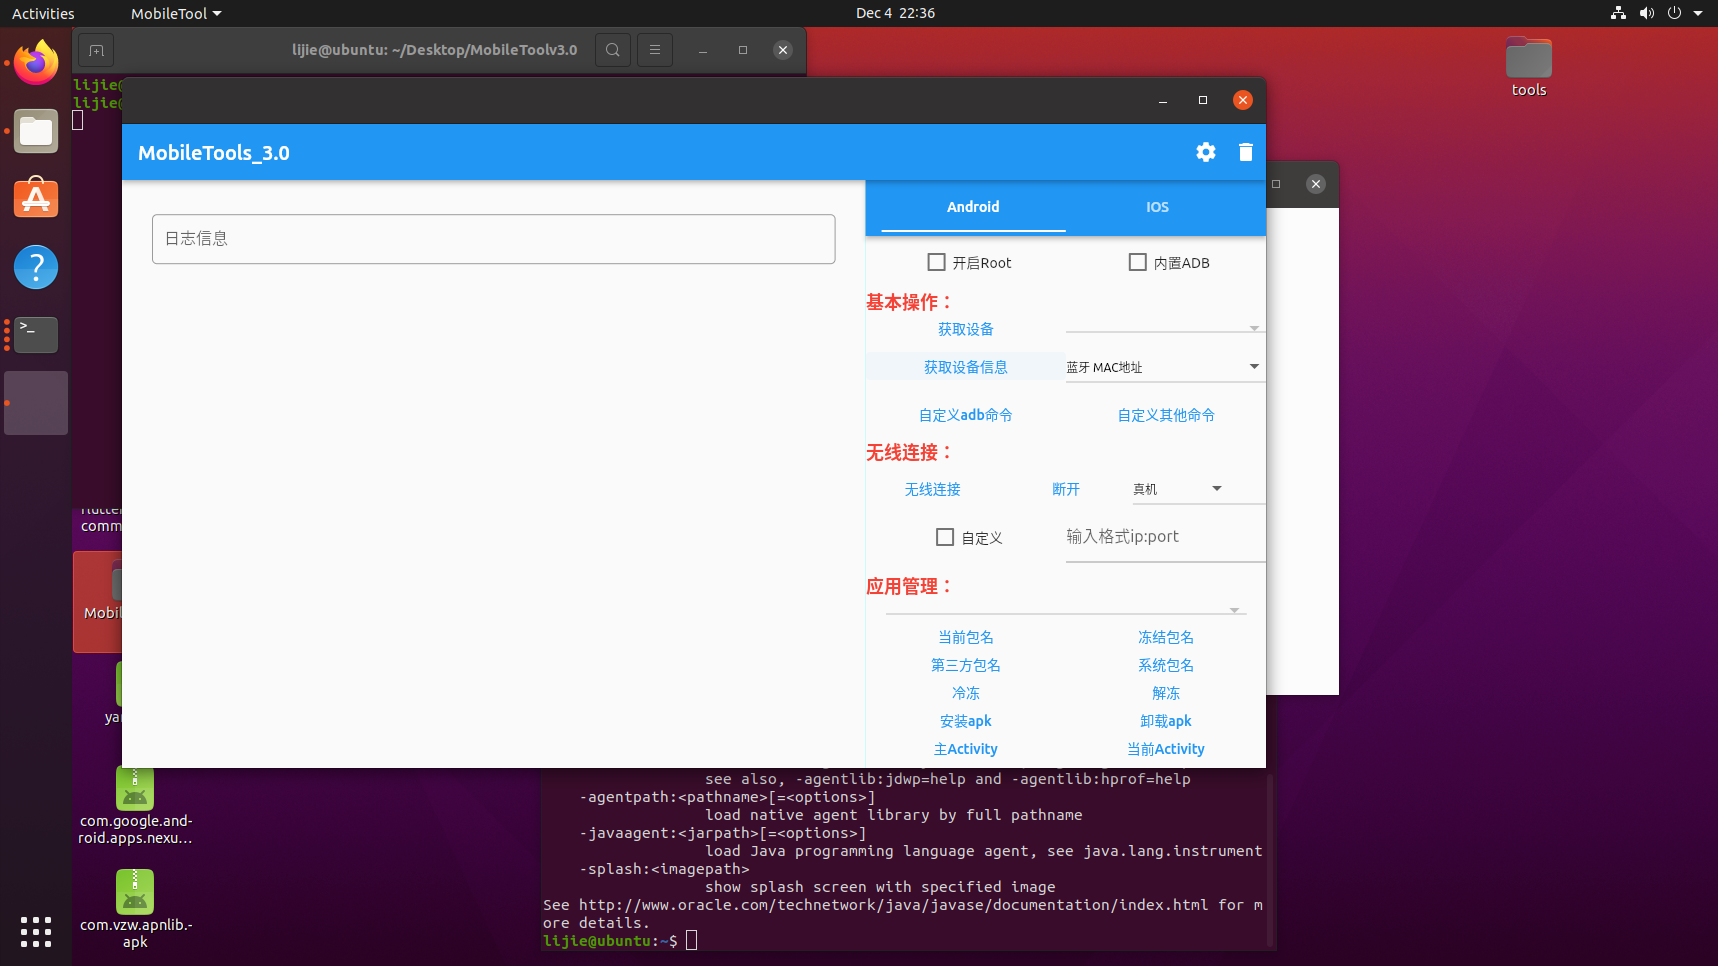 Activities
MobileTool
Dec 4 22:36
lijie@ubuntu: ~/Desktop/MobileToolv3.0
tools
lijie@
lijie@
MobileTools_3.0
Android
IOS
日志信息
开启Root
内置ADB
基本操作：
获取设备
获取设备信息
蓝牙 MAC地址
自定义adb命令
自定义其他命令
无线连接：
无线连接
断开
真机
自定义
输入格式ip:port
应用管理：
当前包名
冻结包名
第三方包名
系统包名
冷冻
解冻
安装apk
卸载apk
主Activity
当前Activity
comm
Mobil
yar
com.google.and-
roid.apps.nexu...
com.vzw.apnlib.-
apk
see also, -agentlib:jdwp=help and -agentlib:hprof=help
-agentpath:<pathname>[=<options>]
load native agent library by full pathname
-javaagent:<jarpath>[=<options>]
load Java programming language agent, see java.lang.instrument
-splash:<imagepath>
show splash screen with specified image
See http://www.oracle.com/technetwork/java/javase/documentation/index.html for m
ore details.
lijie@ubuntu:~$